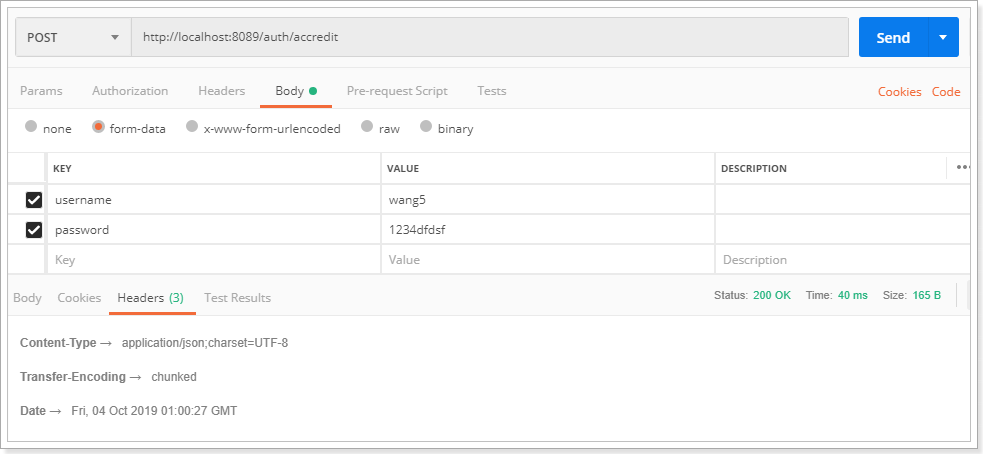 POST http://localhost:8089/auth/accredit Send
Params Authorization Headers Body Pre-request Script Tests Cookies Code
none form-data x-www-form-urlencoded raw binary
KEY VALUE DESCRIPTION
username wang5
password 1234dfdsf
Key Value Description
Body Cookies Headers (3) Test Results Status: 200 OK Time: 40 ms Size: 165 B
Content-Type → application/json;charset=UTF-8
Transfer-Encoding → chunked
Date → Fri, 04 Oct 2019 01:00:27 GMT